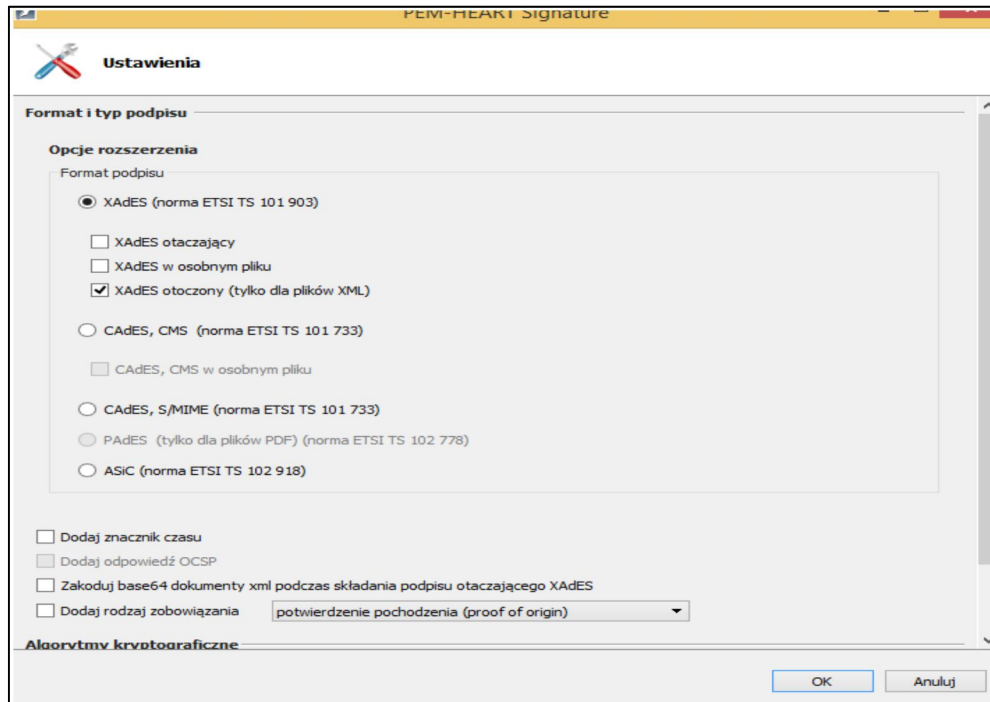 PEM-HEART Signature
Ustawienia
Format i typ podpisu
Opcje rozszerzenia
Format podpisu
XAdES (norma ETSI TS 101 903)
XAdES otaczający
XAdES w osobnym pliku
XAdES otoczony (tylko dla plików XML)
CAdES, CMS (norma ETSI TS 101 733)
CAdES, CMS w osobnym pliku
CAdES, S/MIME (norma ETSI TS 101 733)
PAdES (tylko dla plików PDF) (norma ETSI TS 102 778)
ASiC (norma ETSI TS 102 918)
Dodaj znacznik czasu
Dodaj odpowiedź OCSP
Zakoduj base64 dokumenty xml podczas składania podpisu otaczającego XAdES
Dodaj rodzaj zobowiązania potwierdzenie pochodzenia (proof of origin)
Algorytmy kryptograficzne
OK Anuluj